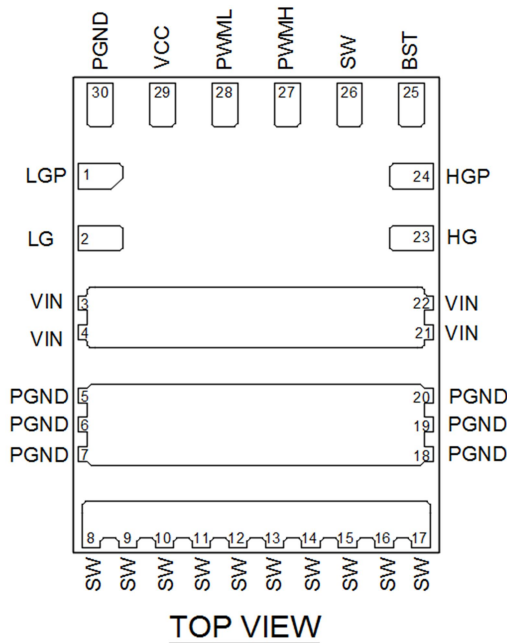 PGND VCC PWML PWMH SW BST
30 29 28 27 26 25
LGP 1 24 HGP
LG 2 23 HG
VIN 3 22 VIN
VIN 4 21 VIN
PGND 5 20 PGND
PGND 6 19 PGND
PGND 7 18 PGND
8 9 10 11 12 13 14 15 16 17
SW SW SW SW SW SW SW SW SW SW
TOP VIEW